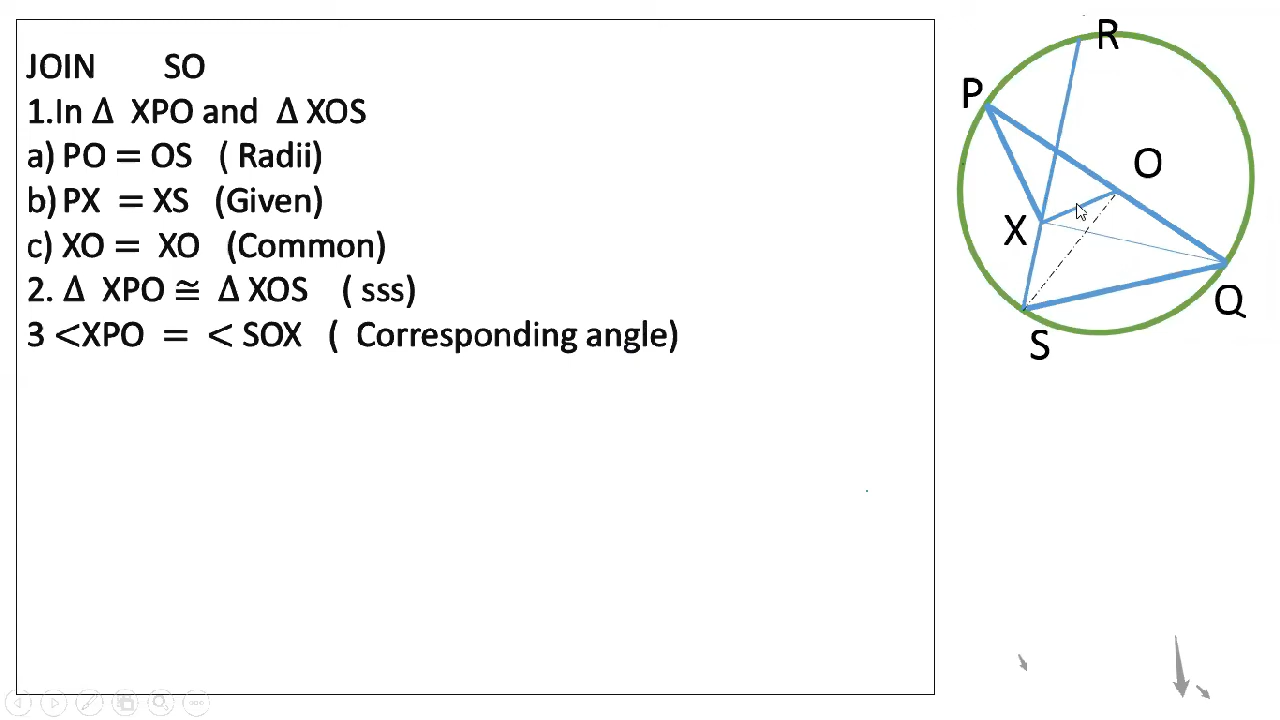 JOIN SO
1.In Δ XPO and Δ XOS
a) PO = OS ( Radii)
b) PX = XS (Given)
c) XO = XO (Common)
2. Δ XPO ≅ Δ XOS ( sss)
3 <XPO = < SOX ( Corresponding angle)
R
P
O
X
Q
S